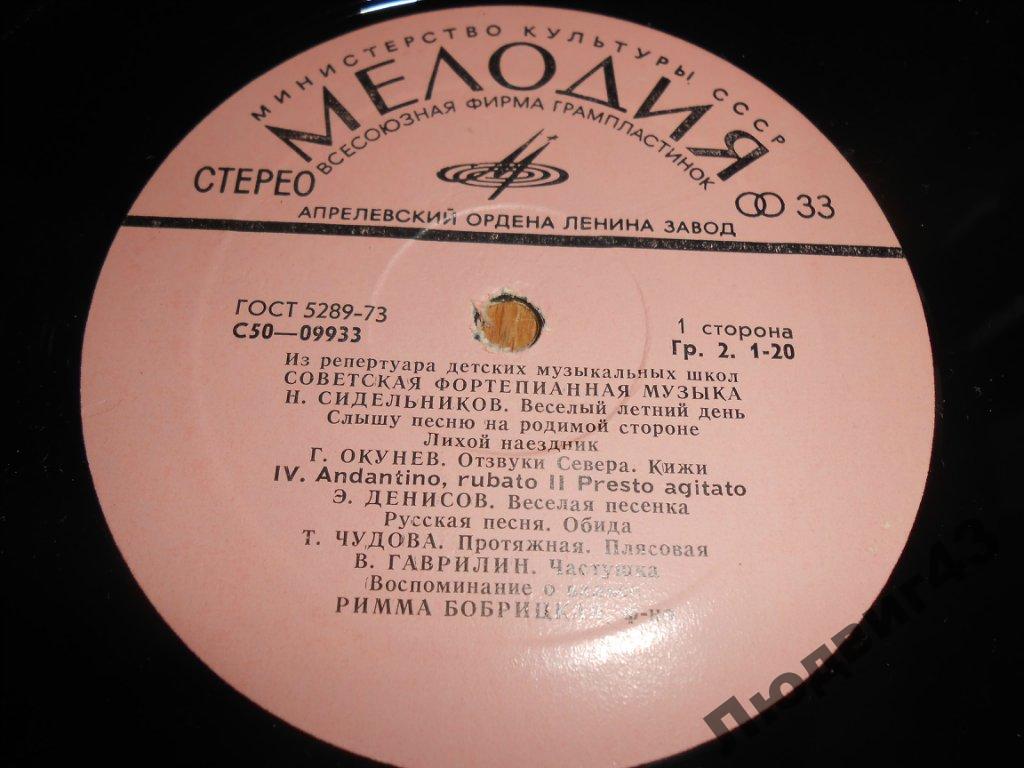 МИНИСТЕРСТВО КУЛЬТУРЫ СССР
МЕЛОДИЯ
ВСЕСОЮЗНАЯ ФИРМА ГРАМПЛАСТИНОК
СТЕРЕО
33
АПРЕЛЕВСКИЙ ОРДЕНА ЛЕНИНА ЗАВОД
ГОСТ 5289-73
С50—09933
1 сторона
Гр. 2. 1-20
Из репертуара детских музыкальных школ
СОВЕТСКАЯ ФОРТЕПИАННАЯ МУЗЫКА
Н. СИДЕЛЬНИКОВ. Веселый летний день
Слышу песню на родимой стороне
Лихой наездник
Г. ОКУНЕВ. Отзвуки Севера. Кижи
IV. Andantino, rubato II Presto agitato
Э. ДЕНИСОВ. Веселая песенка
Русская песня. Обида
Т. ЧУДОВА. Протяжная. Плясовая
В. ГАВРИЛИН. Частушка
(Воспоминание о
РИММА БОБРИЦКАЯ, ф-но
Людвиг43